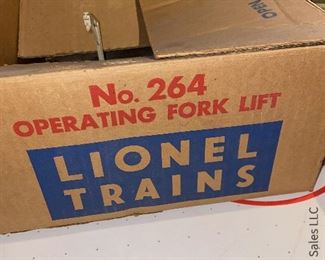 OPEN
No. 264
OPERATING FORK LIFT
LIONEL
TRAINS
Sales LLC